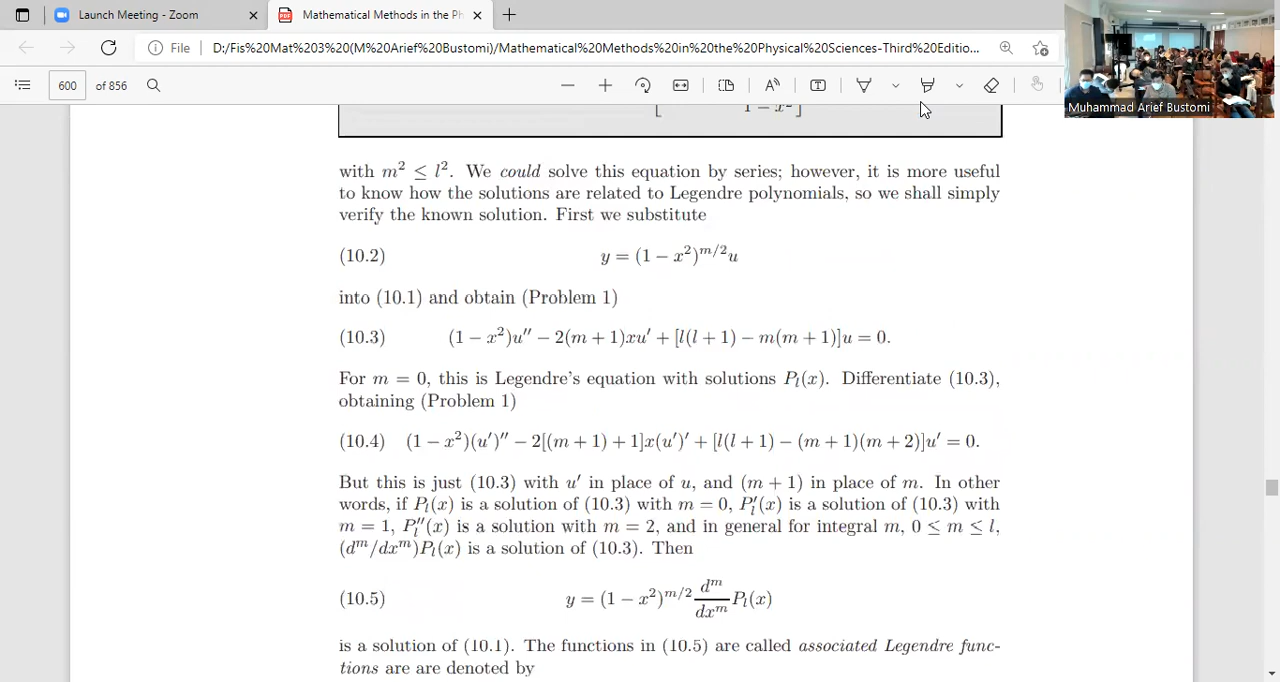 Launch Meeting - Zoom
Mathematical Methods in the Ph
File D:/Fis%20Mat%203%20(M%20Arief%20Bustomi)/Mathematical%20Methods%20in%20the%20Physical%20Sciences-Third%20Editio...
600 of 856
Muhammad Arief Bustomi
1 − x²
with m² ≤ l². We could solve this equation by series; however, it is more useful
to know how the solutions are related to Legendre polynomials, so we shall simply
verify the known solution. First we substitute
(10.2) y = (1 − x²)^{m/2}u
into (10.1) and obtain (Problem 1)
(10.3) (1 − x²)u″ − 2(m + 1)xu′ + [l(l + 1) − m(m + 1)]u = 0.
For m = 0, this is Legendre's equation with solutions P_l(x). Differentiate (10.3),
obtaining (Problem 1)
(10.4) (1 − x²)(u′)″ − 2[(m + 1) + 1]x(u′)′ + [l(l + 1) − (m + 1)(m + 2)]u′ = 0.
But this is just (10.3) with u′ in place of u, and (m + 1) in place of m. In other
words, if P_l(x) is a solution of (10.3) with m = 0, P_l′(x) is a solution of (10.3) with
m = 1, P_l″(x) is a solution with m = 2, and in general for integral m, 0 ≤ m ≤ l,
(d^m/dx^m)P_l(x) is a solution of (10.3). Then
(10.5) y = (1 − x²)^{m/2} d^m/dx^m P_l(x)
is a solution of (10.1). The functions in (10.5) are called associated Legendre func-
tions are are denoted by